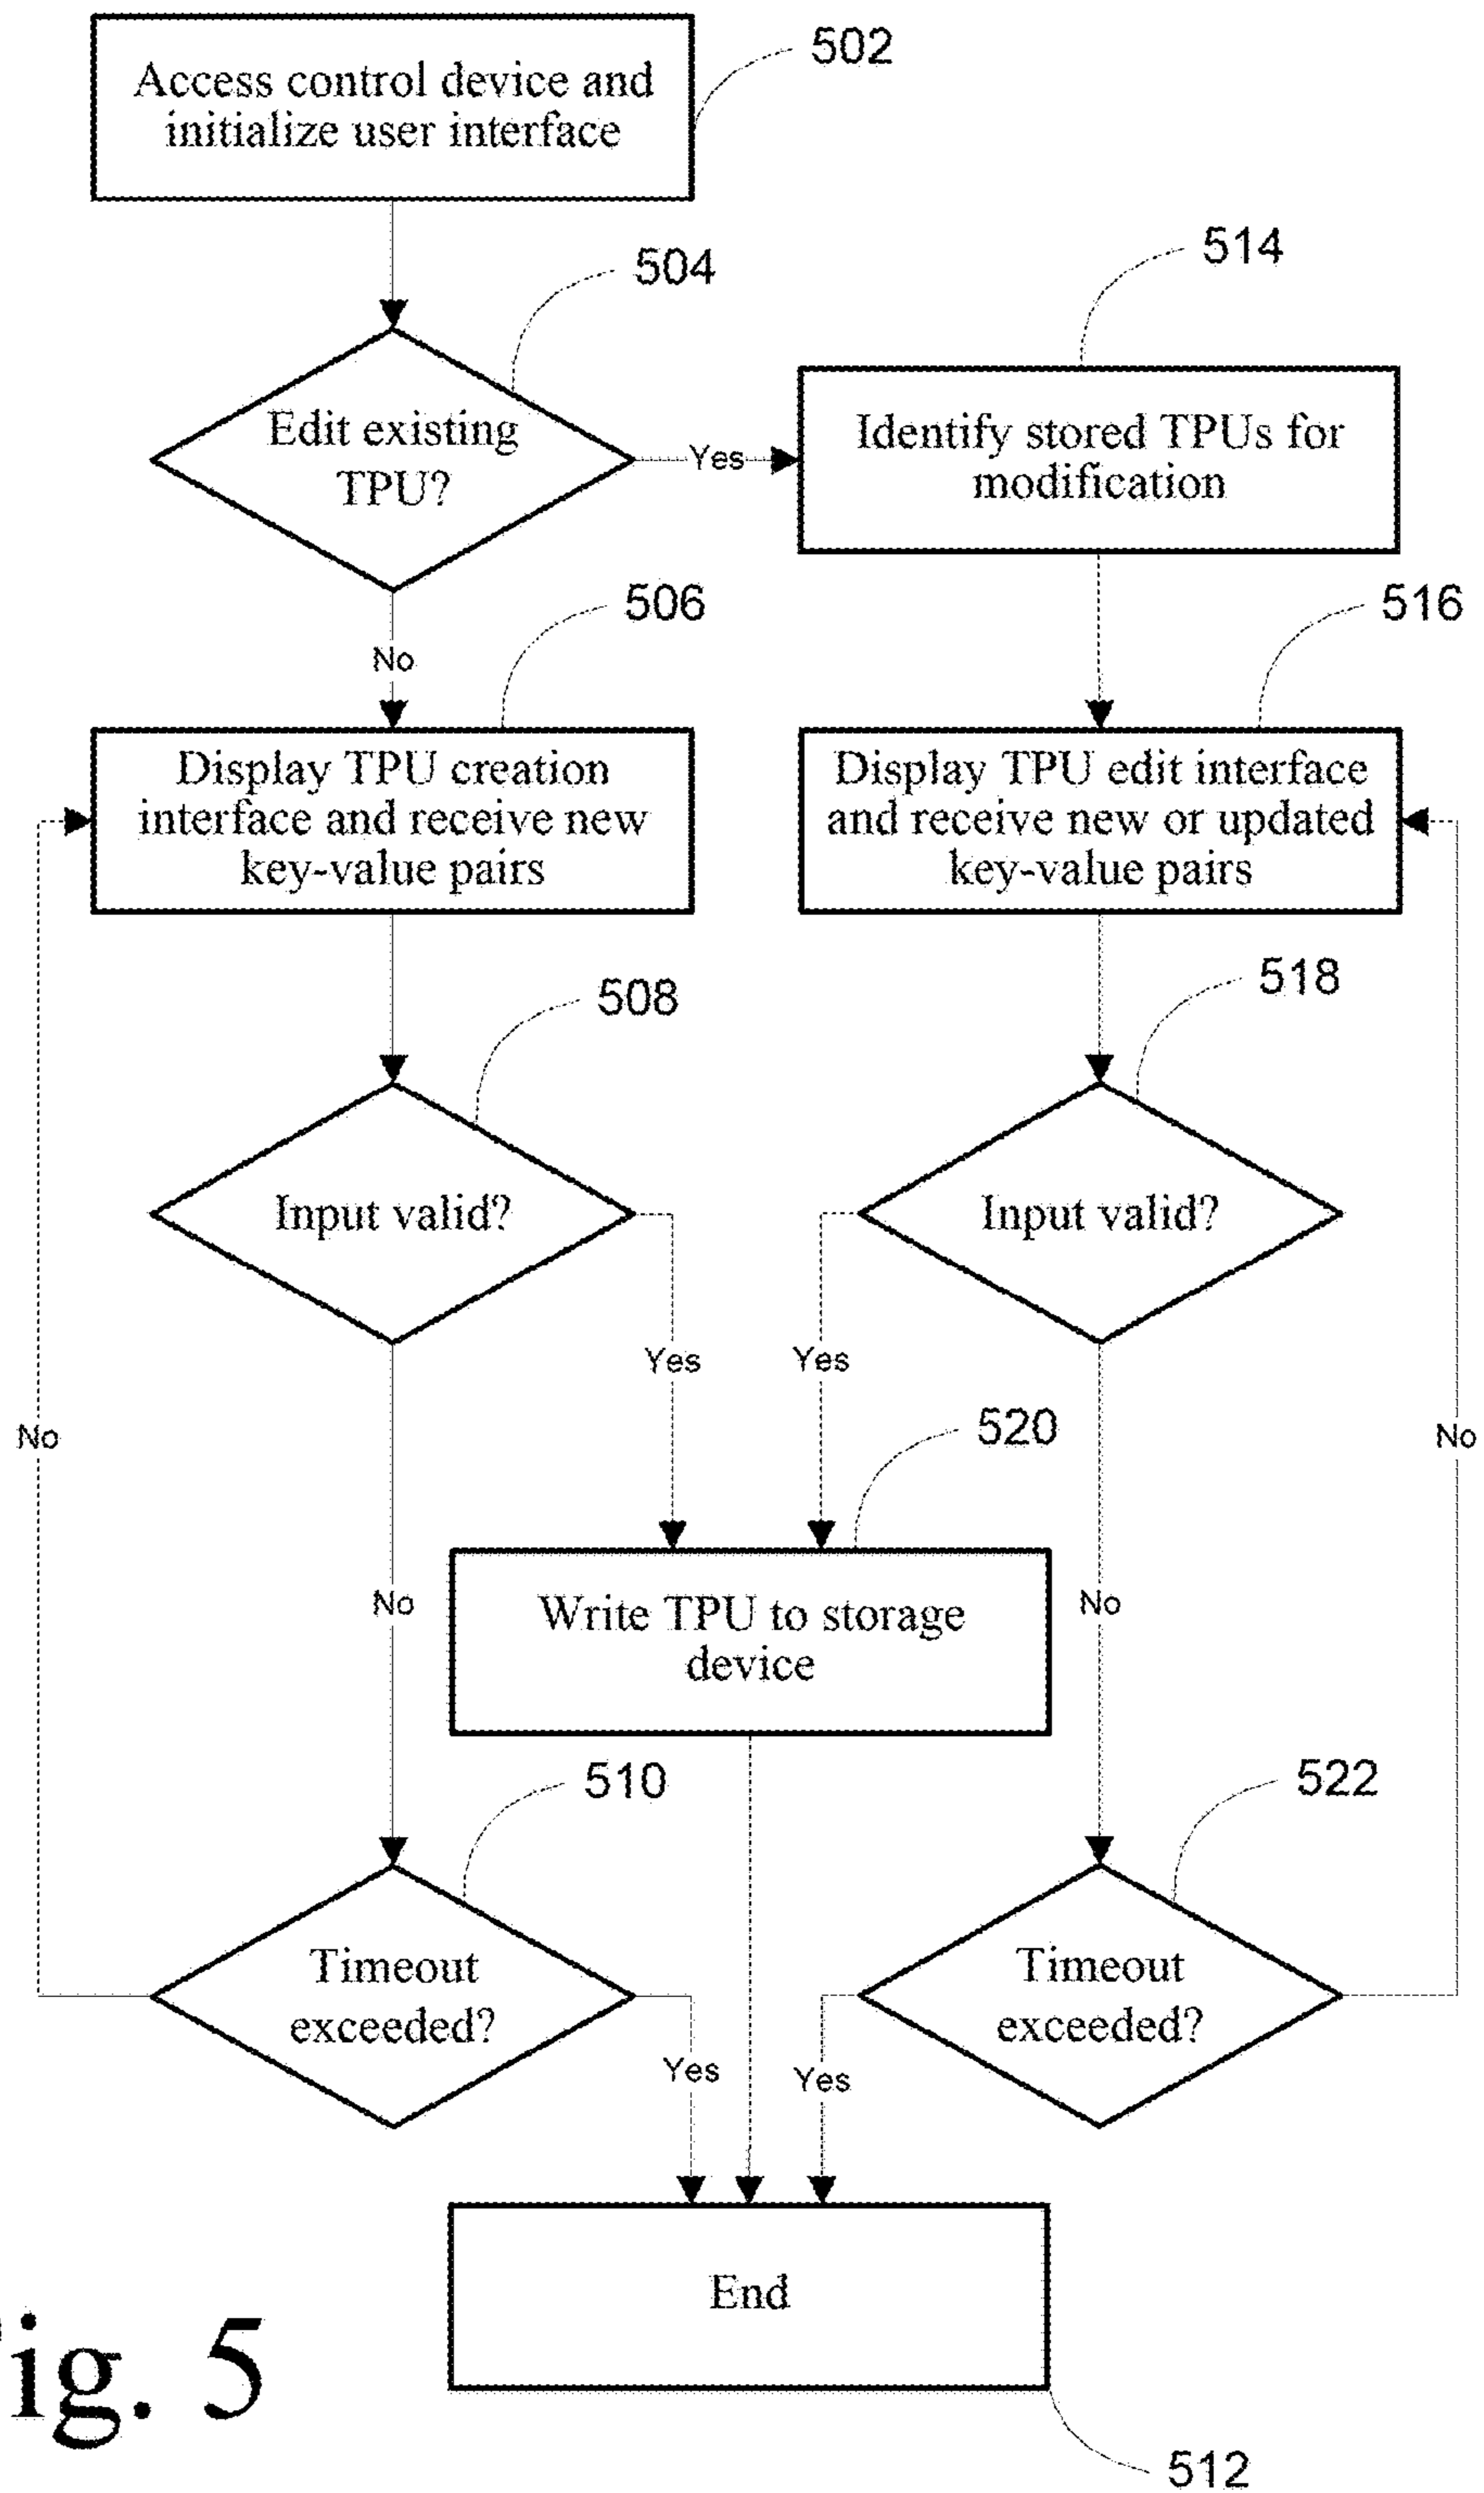 502
Access control device and
initialize user interface
504
514
Edit existing
TPU?
Yes
Identify stored TPUs for
modification
506
516
No
Display TPU creation
interface and receive new
key-value pairs
Display TPU edit interface
and receive new or updated
key-value pairs
508
518
Input valid?
Input valid?
Yes
Yes
520
No
No
No
Write TPU to storage
device
No
510
522
Timeout
exceeded?
Timeout
exceeded?
Yes
Yes
End
ig. 5
512